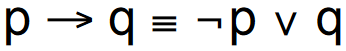 p → q ≡ ¬p ∨ q